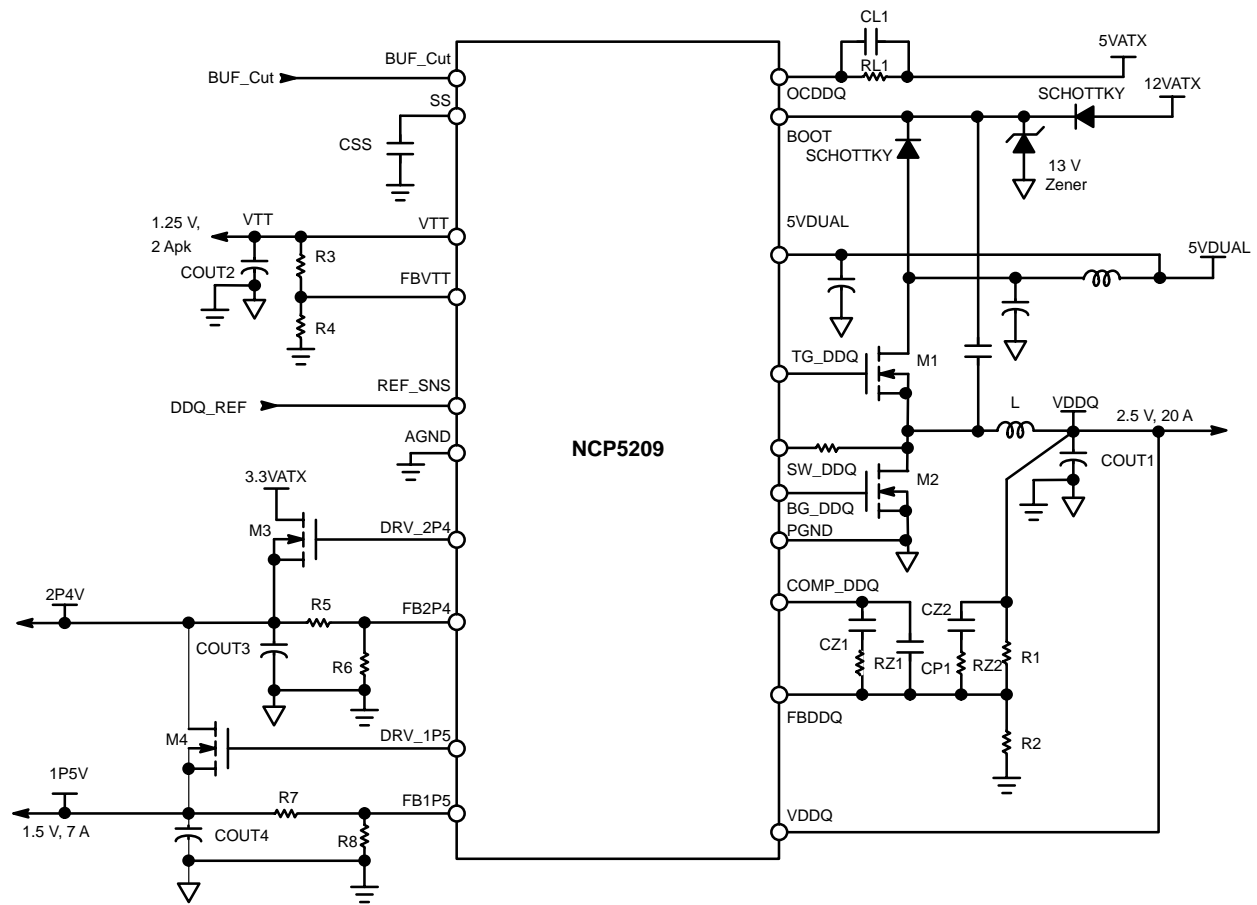 CL1
5VATX
BUF_Cut
BUF_Cut
RL1
OCDDQ
SCHOTTKY
12VATX
SS
BOOT
SCHOTTKY
CSS
13 V
Zener
1.25 V,
2 Apk
VTT
VTT
5VDUAL
5VDUAL
R3
COUT2
FBVTT
R4
TG_DDQ
M1
REF_SNS
DDQ_REF
L
VDDQ
2.5 V, 20 A
AGND
NCP5209
SW_DDQ
COUT1
3.3VATX
M2
BG_DDQ
M3
DRV_2P4
PGND
COMP_DDQ
2P4V
R5
FB2P4
CZ2
COUT3
CZ1
R6
RZ1
CP1
RZ2
R1
FBDDQ
M4
DRV_1P5
R2
1P5V
R7
FB1P5
1.5 V, 7 A
COUT4
R8
VDDQ